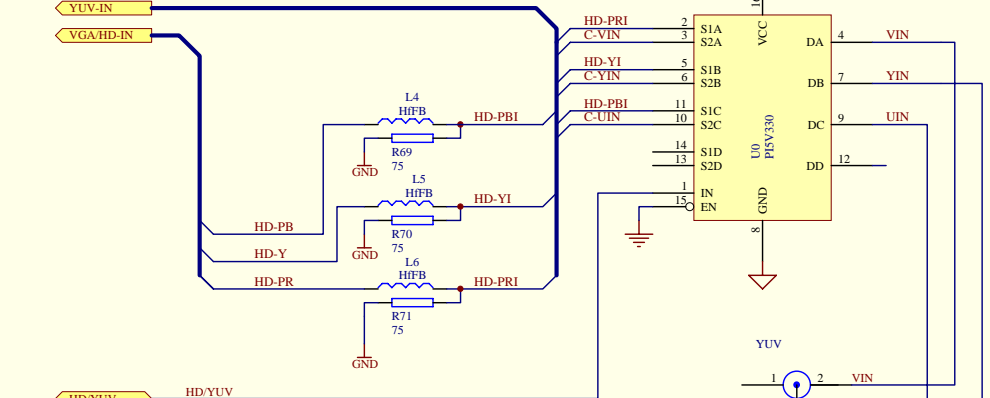 YUV-IN
VGA/HD-IN
HD-PRI
C-VIN
HD-YI
C-YIN
HD-PBI
C-UIN
2
3
5
6
11
10
14
13
1
15
S1A
S2A
S1B
S2B
S1C
S2C
S1D
S2D
IN
EN
16
VCC
U0
PI5V330
GND
8
DA
DB
DC
DD
4
7
9
12
VIN
YIN
UIN
L4
HfFB
HD-PBI
R69
75
GND
L5
HfFB
HD-YI
HD-PB
R70
75
GND
HD-Y
L6
HfFB
HD-PR
HD-PRI
R71
75
GND
YUV
1
2
VIN
HD/YUV
HD/YUV